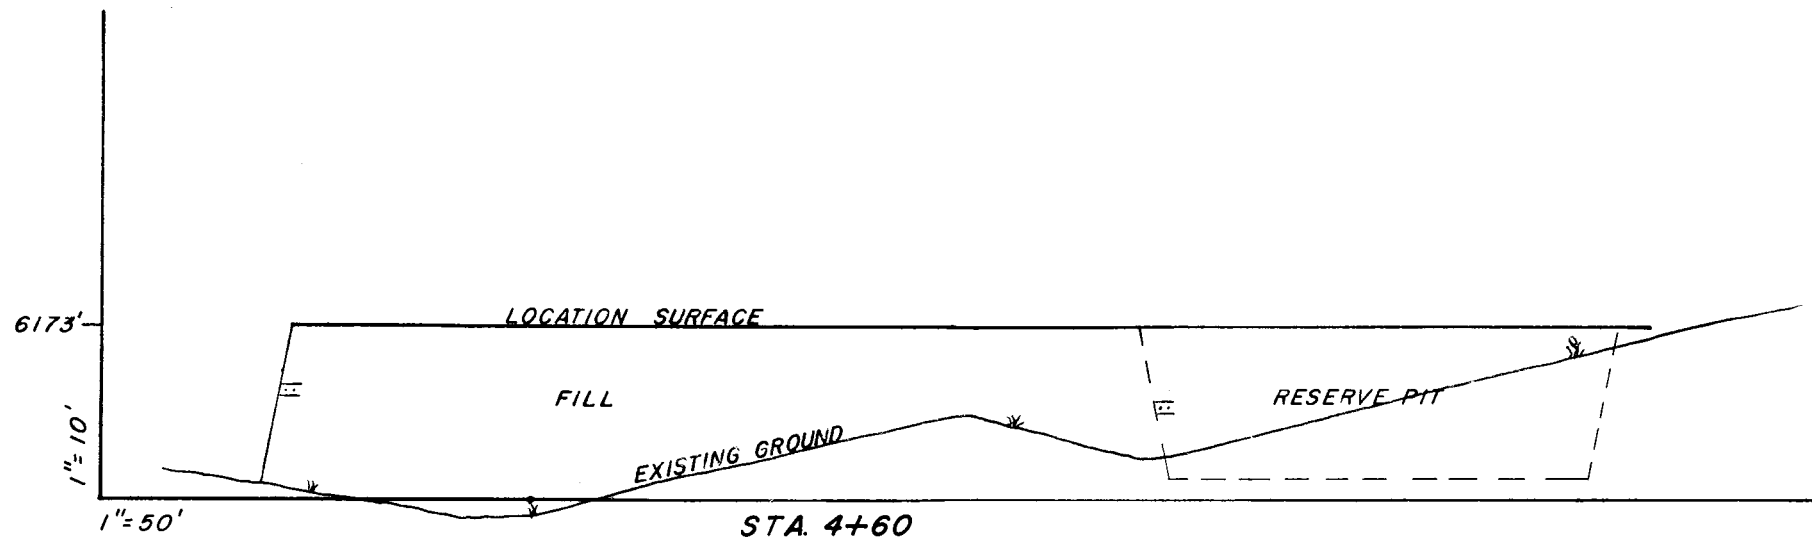 6173'
LOCATION SURFACE
FILL
RESERVE PIT
EXISTING GROUND
1"=10'
1"=50'
STA. 4+60